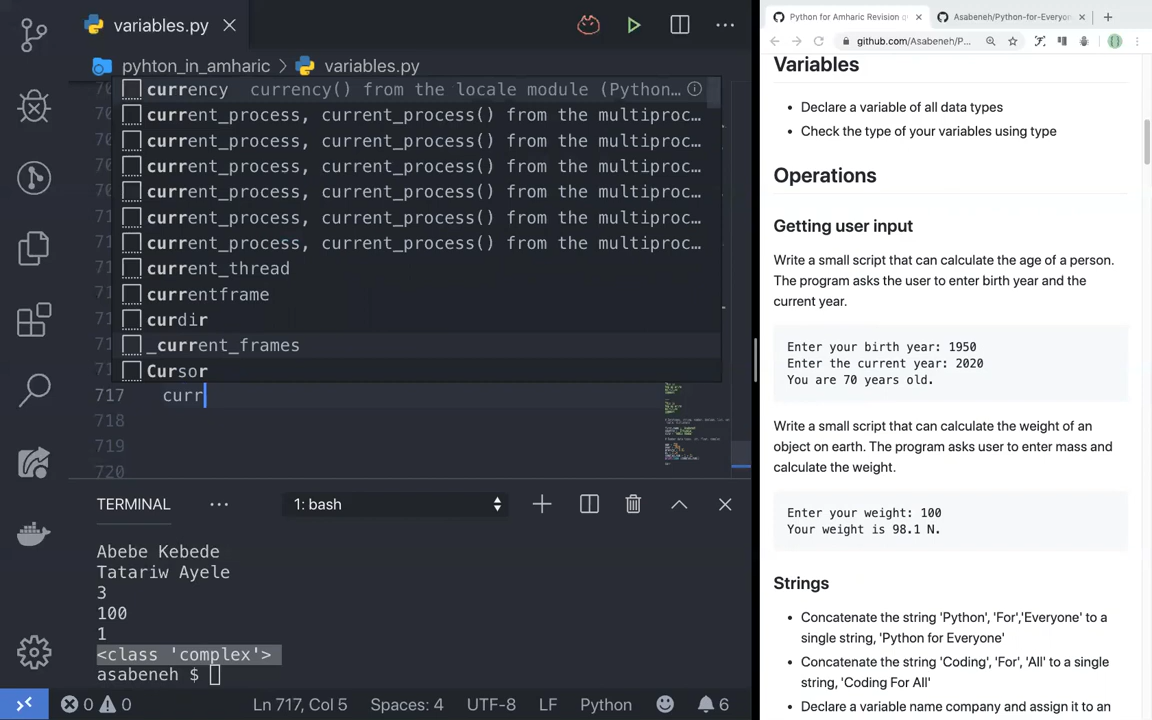 variables.py
pyhton_in_amharic > variables.py
currency currency() from the locale module (Python…
current_process, current_process() from the multiproc…
current_process, current_process() from the multiproc…
current_process, current_process() from the multiproc…
current_process, current_process() from the multiproc…
current_process, current_process() from the multiproc…
current_process, current_process() from the multiproc…
current_thread
currentframe
curdir
_current_frames
Cursor
717 curr
718
719
720
TERMINAL
1: bash
Abebe Kebede
Tatariw Ayele
3
100
1
<class 'complex'>
asabeneh $
0 0 Ln 717, Col 5 Spaces: 4 UTF-8 LF Python 6
Python for Amharic Revision
Asabeneh/Python-for-Everyon
github.com/Asabeneh/P...
Variables
• Declare a variable of all data types
• Check the type of your variables using type
Operations
Getting user input
Write a small script that can calculate the age of a person.
The program asks the user to enter birth year and the
current year.
Enter your birth year: 1950
Enter the current year: 2020
You are 70 years old.
Write a small script that can calculate the weight of an
object on earth. The program asks user to enter mass and
calculate the weight.
Enter your weight: 100
Your weight is 98.1 N.
Strings
• Concatenate the string 'Python', 'For','Everyone' to a
single string, 'Python for Everyone'
• Concatenate the string 'Coding', 'For', 'All' to a single
string, 'Coding For All'
• Declare a variable name company and assign it to an